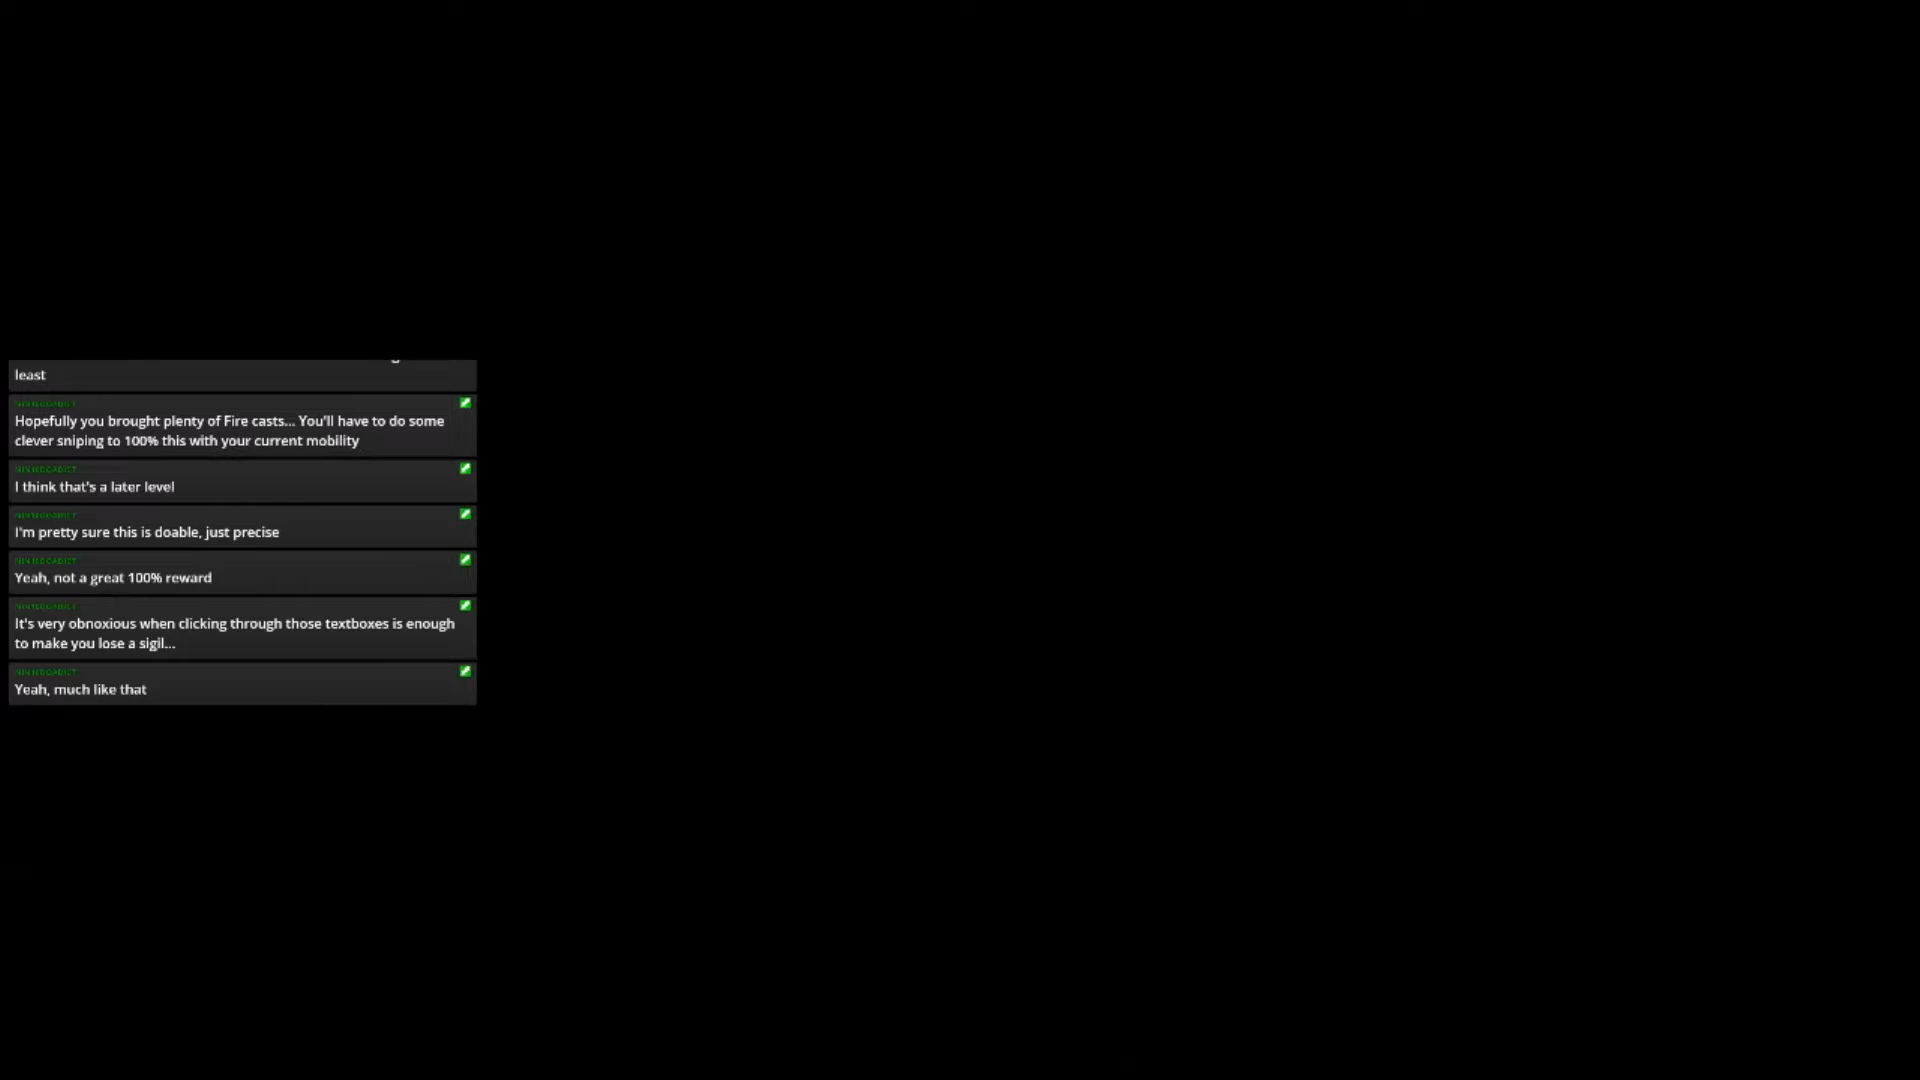 least
Hopefully you brought plenty of Fire casts... You'll have to do some
clever sniping to 100% this with your current mobility
I think that's a later level
I'm pretty sure this is doable, just precise
Yeah, not a great 100% reward
It's very obnoxious when clicking through those textboxes is enough
to make you lose a sigil...
Yeah, much like that